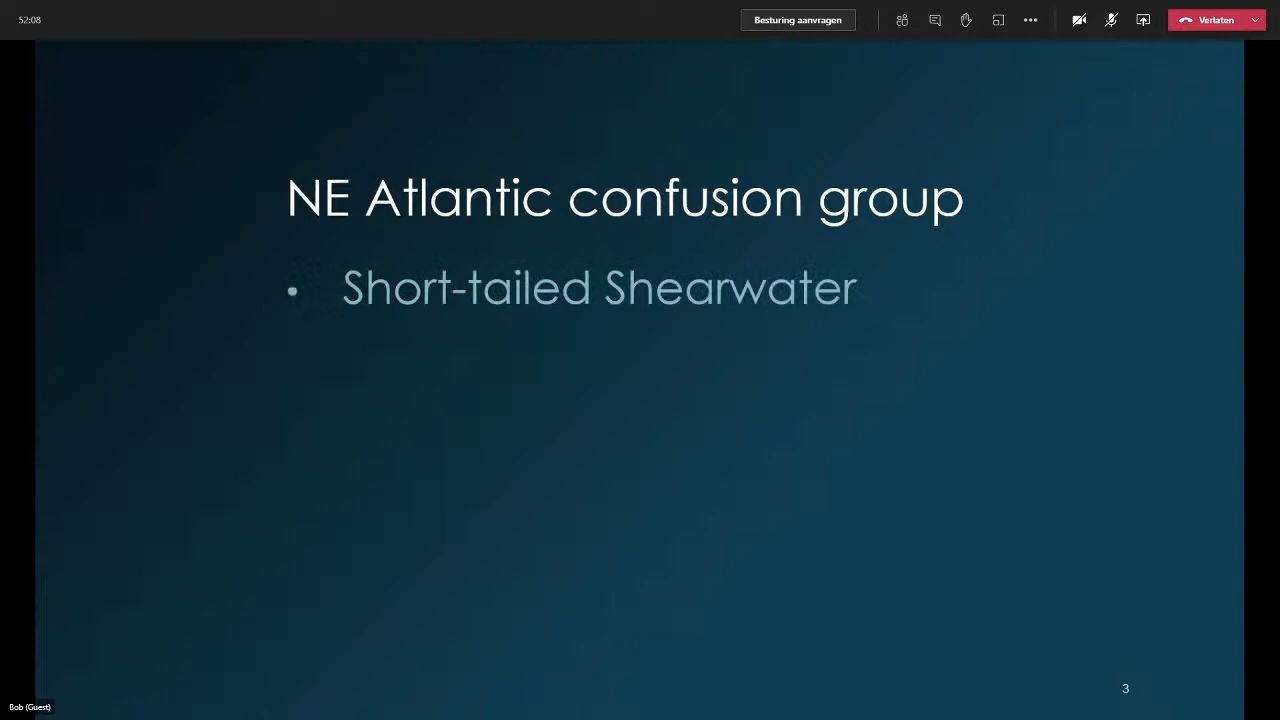 52:08
Besturing aanvragen
Verlaten
NE Atlantic confusion group
• Short-tailed Shearwater
3
Bob (Guest)